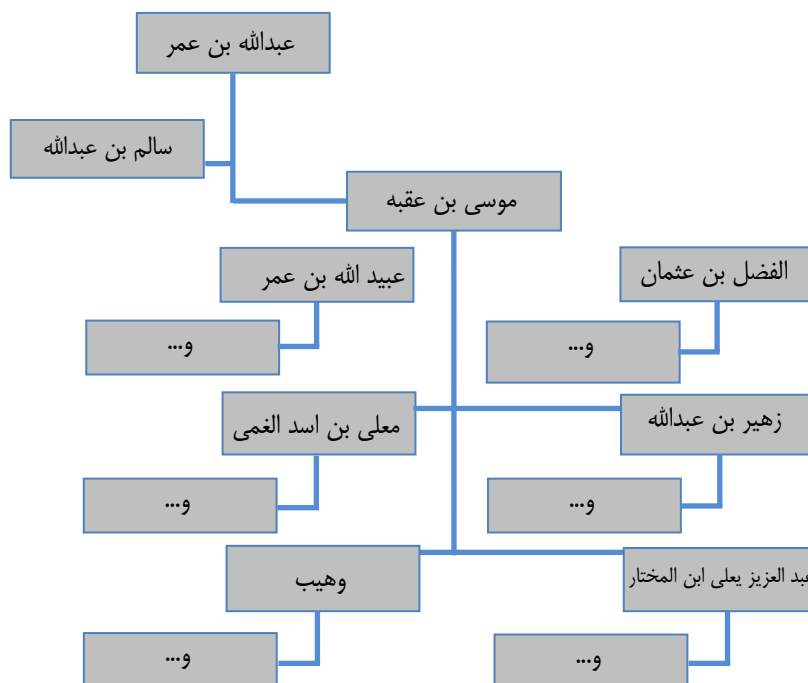 عبدالله بن عمر
سالم بن عبدالله
موسی بن عقبه
الفضل بن عثمان
عبید الله بن عمر
و...
و...
زهیر بن عبدالله
معلی بن اسد الغمی
و...
و...
عبد العزیز یعلی ابن المختار
وهیب
و...
و...